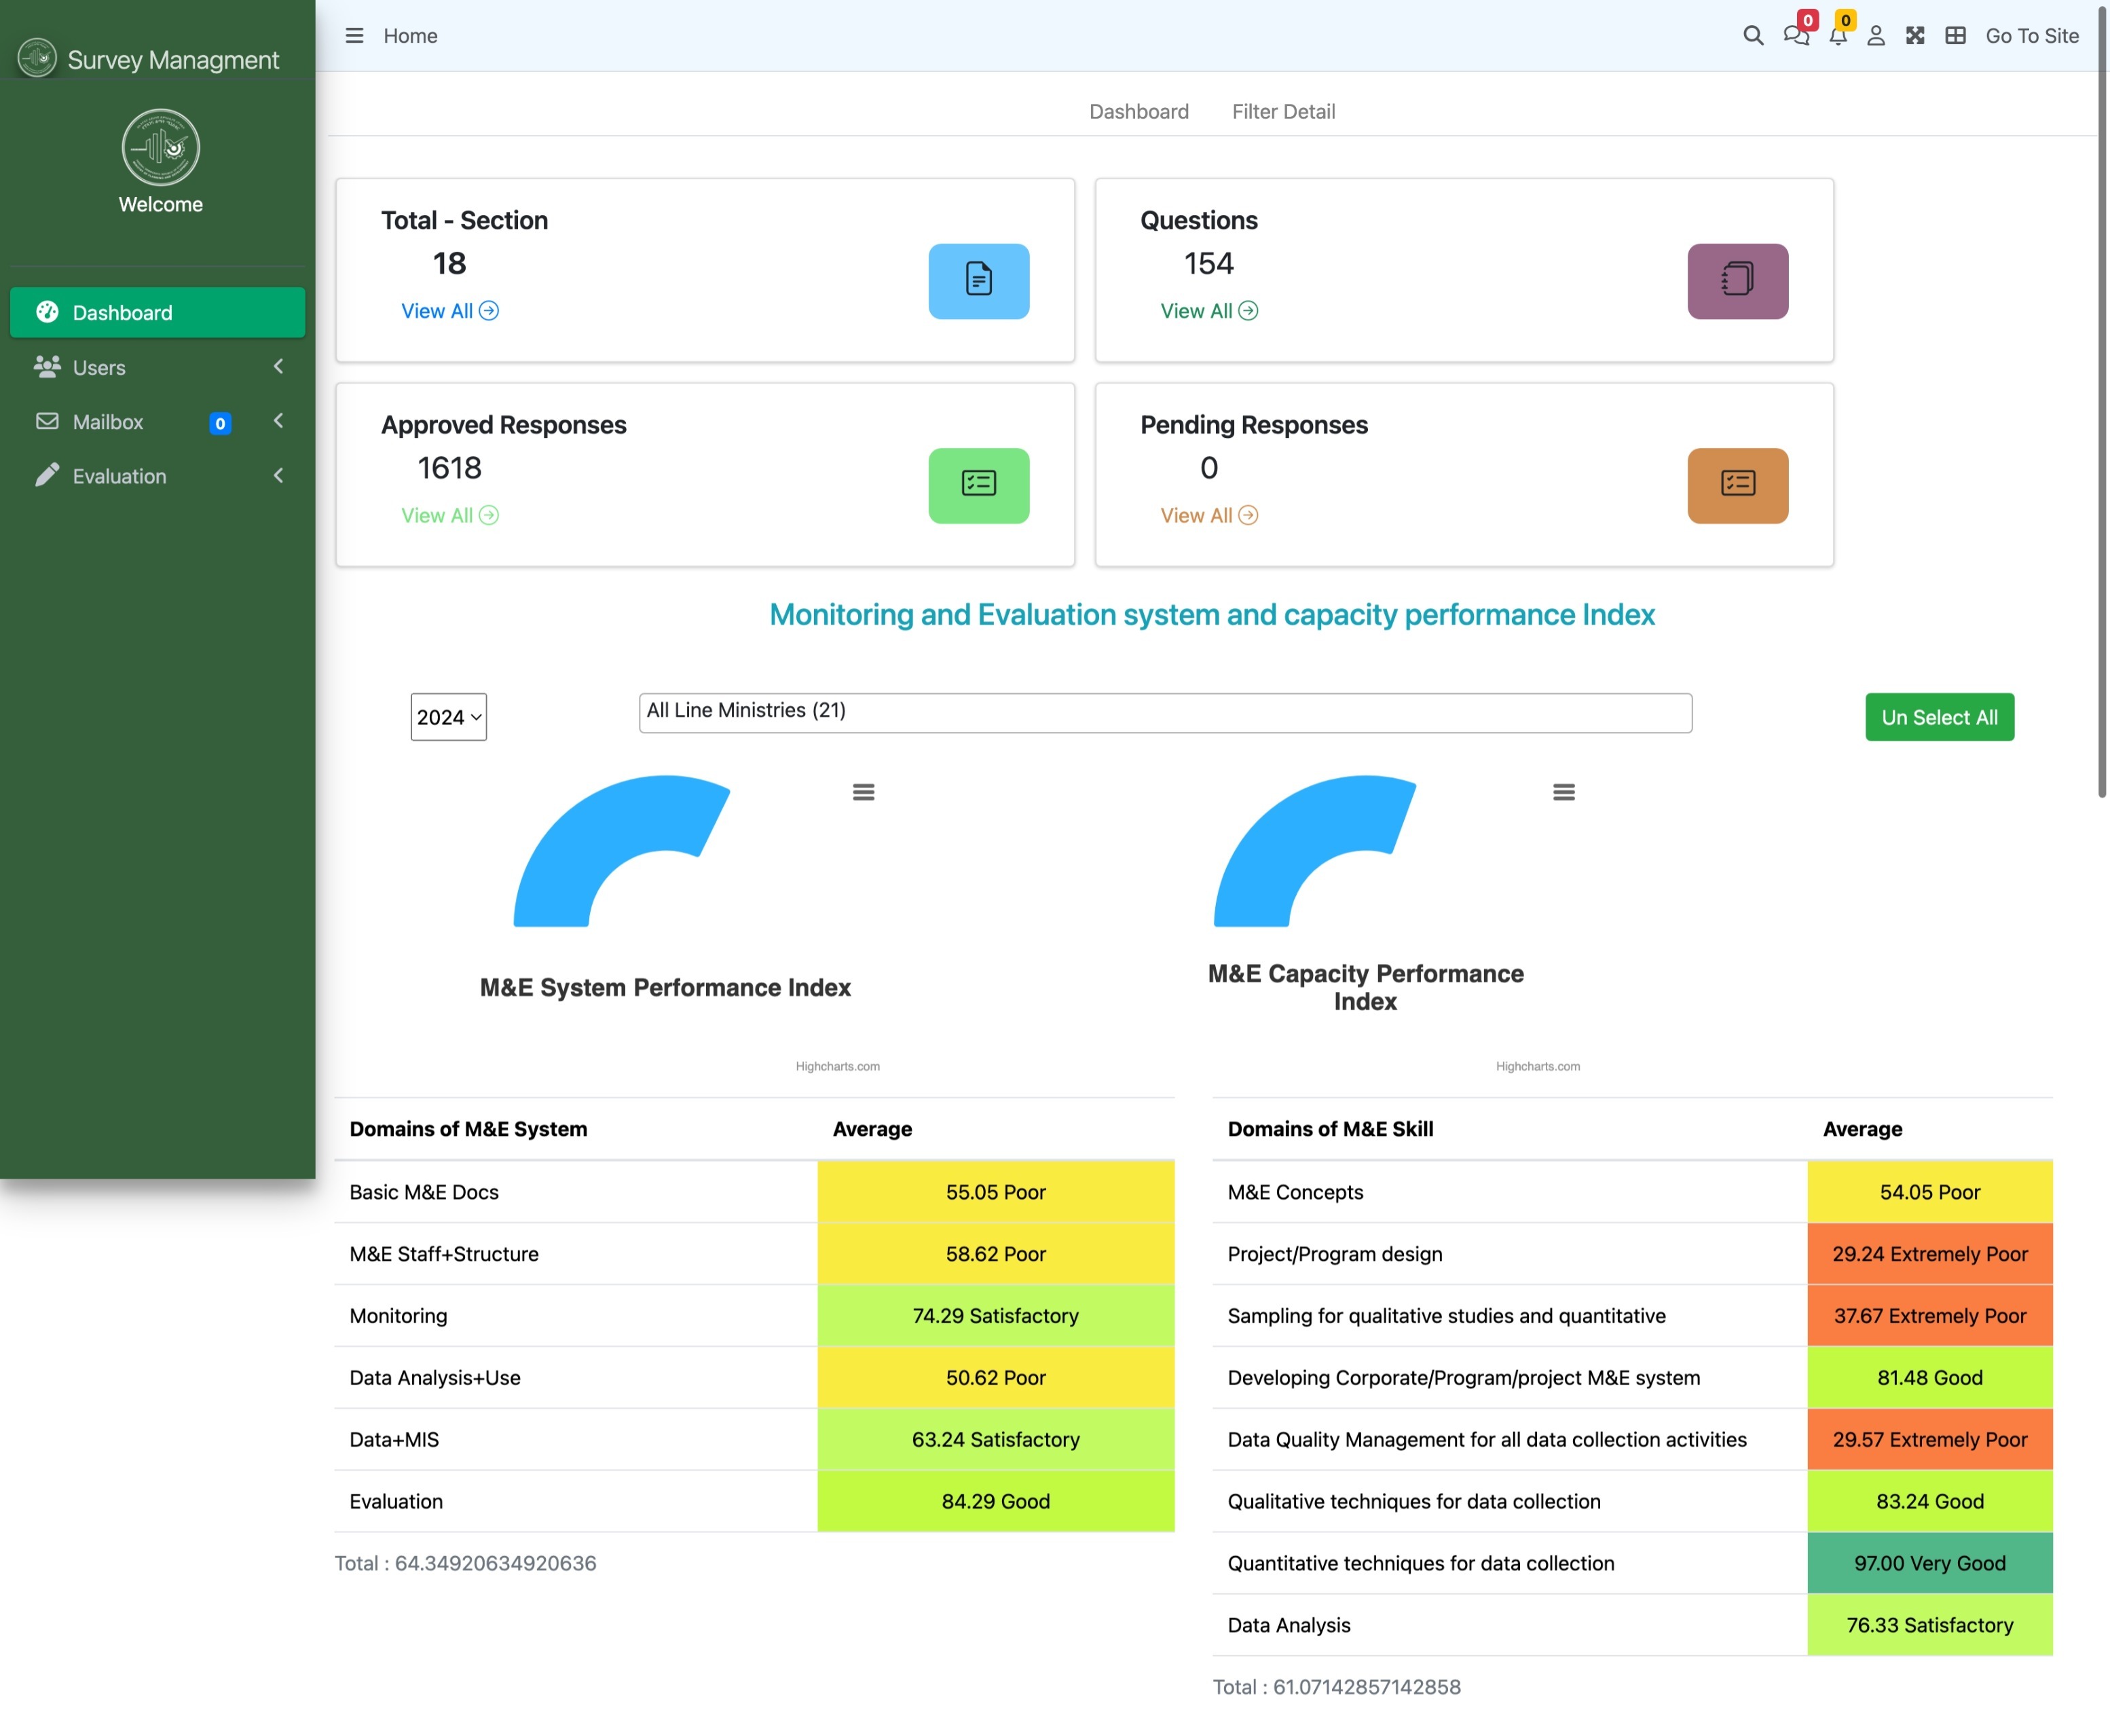 Survey Managment
Home
0
0
Go To Site
Welcome
Dashboard
Users
Mailbox 0
Evaluation
Dashboard Filter Detail
Total - Section
18
View All
Questions
154
View All
Approved Responses
1618
View All
Pending Responses
0
View All
Monitoring and Evaluation system and capacity performance Index
2024
All Line Ministries (21)
Un Select All
M&E System Performance Index
Highcharts.com
M&E Capacity Performance
Index
Highcharts.com
Domains of M&E System Average
Basic M&E Docs 55.05 Poor
M&E Staff+Structure 58.62 Poor
Monitoring 74.29 Satisfactory
Data Analysis+Use 50.62 Poor
Data+MIS 63.24 Satisfactory
Evaluation 84.29 Good
Total : 64.34920634920636
Domains of M&E Skill Average
M&E Concepts 54.05 Poor
Project/Program design 29.24 Extremely Poor
Sampling for qualitative studies and quantitative 37.67 Extremely Poor
Developing Corporate/Program/project M&E system 81.48 Good
Data Quality Management for all data collection activities 29.57 Extremely Poor
Qualitative techniques for data collection 83.24 Good
Quantitative techniques for data collection 97.00 Very Good
Data Analysis 76.33 Satisfactory
Total : 61.07142857142858